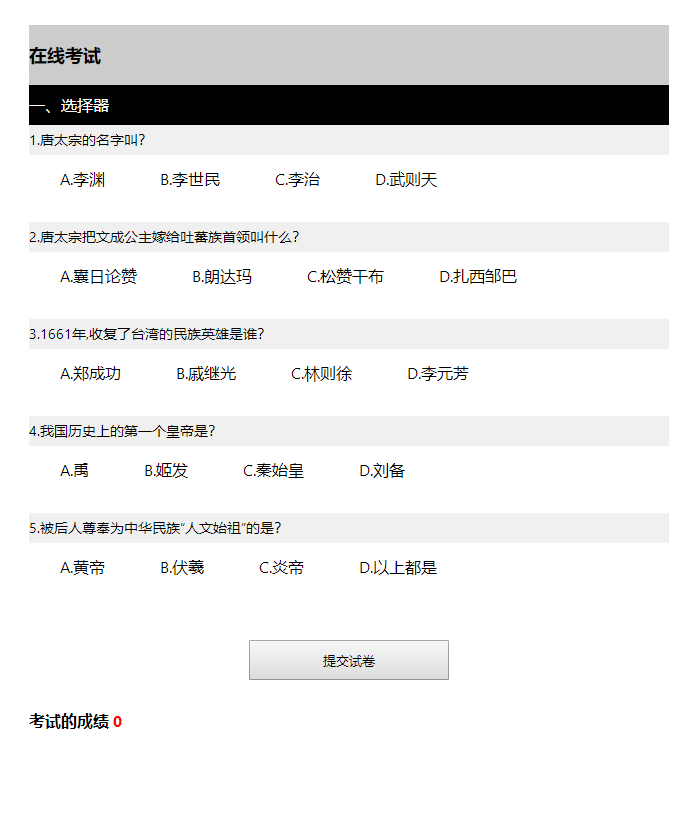 在线考试
一、选择器
1.唐太宗的名字叫?
A.李渊 B.李世民 C.李治 D.武则天
2.唐太宗把文成公主嫁给吐蕃族首领叫什么?
A.襄日论赞 B.朗达玛 C.松赞干布 D.扎西邹巴
3.1661年,收复了台湾的民族英雄是谁?
A.郑成功 B.戚继光 C.林则徐 D.李元芳
4.我国历史上的第一个皇帝是?
A.禹 B.姬发 C.秦始皇 D.刘备
5.被后人尊奉为中华民族“人文始祖”的是?
A.黄帝 B.伏羲 C.炎帝 D.以上都是
提交试卷
考试的成绩 0